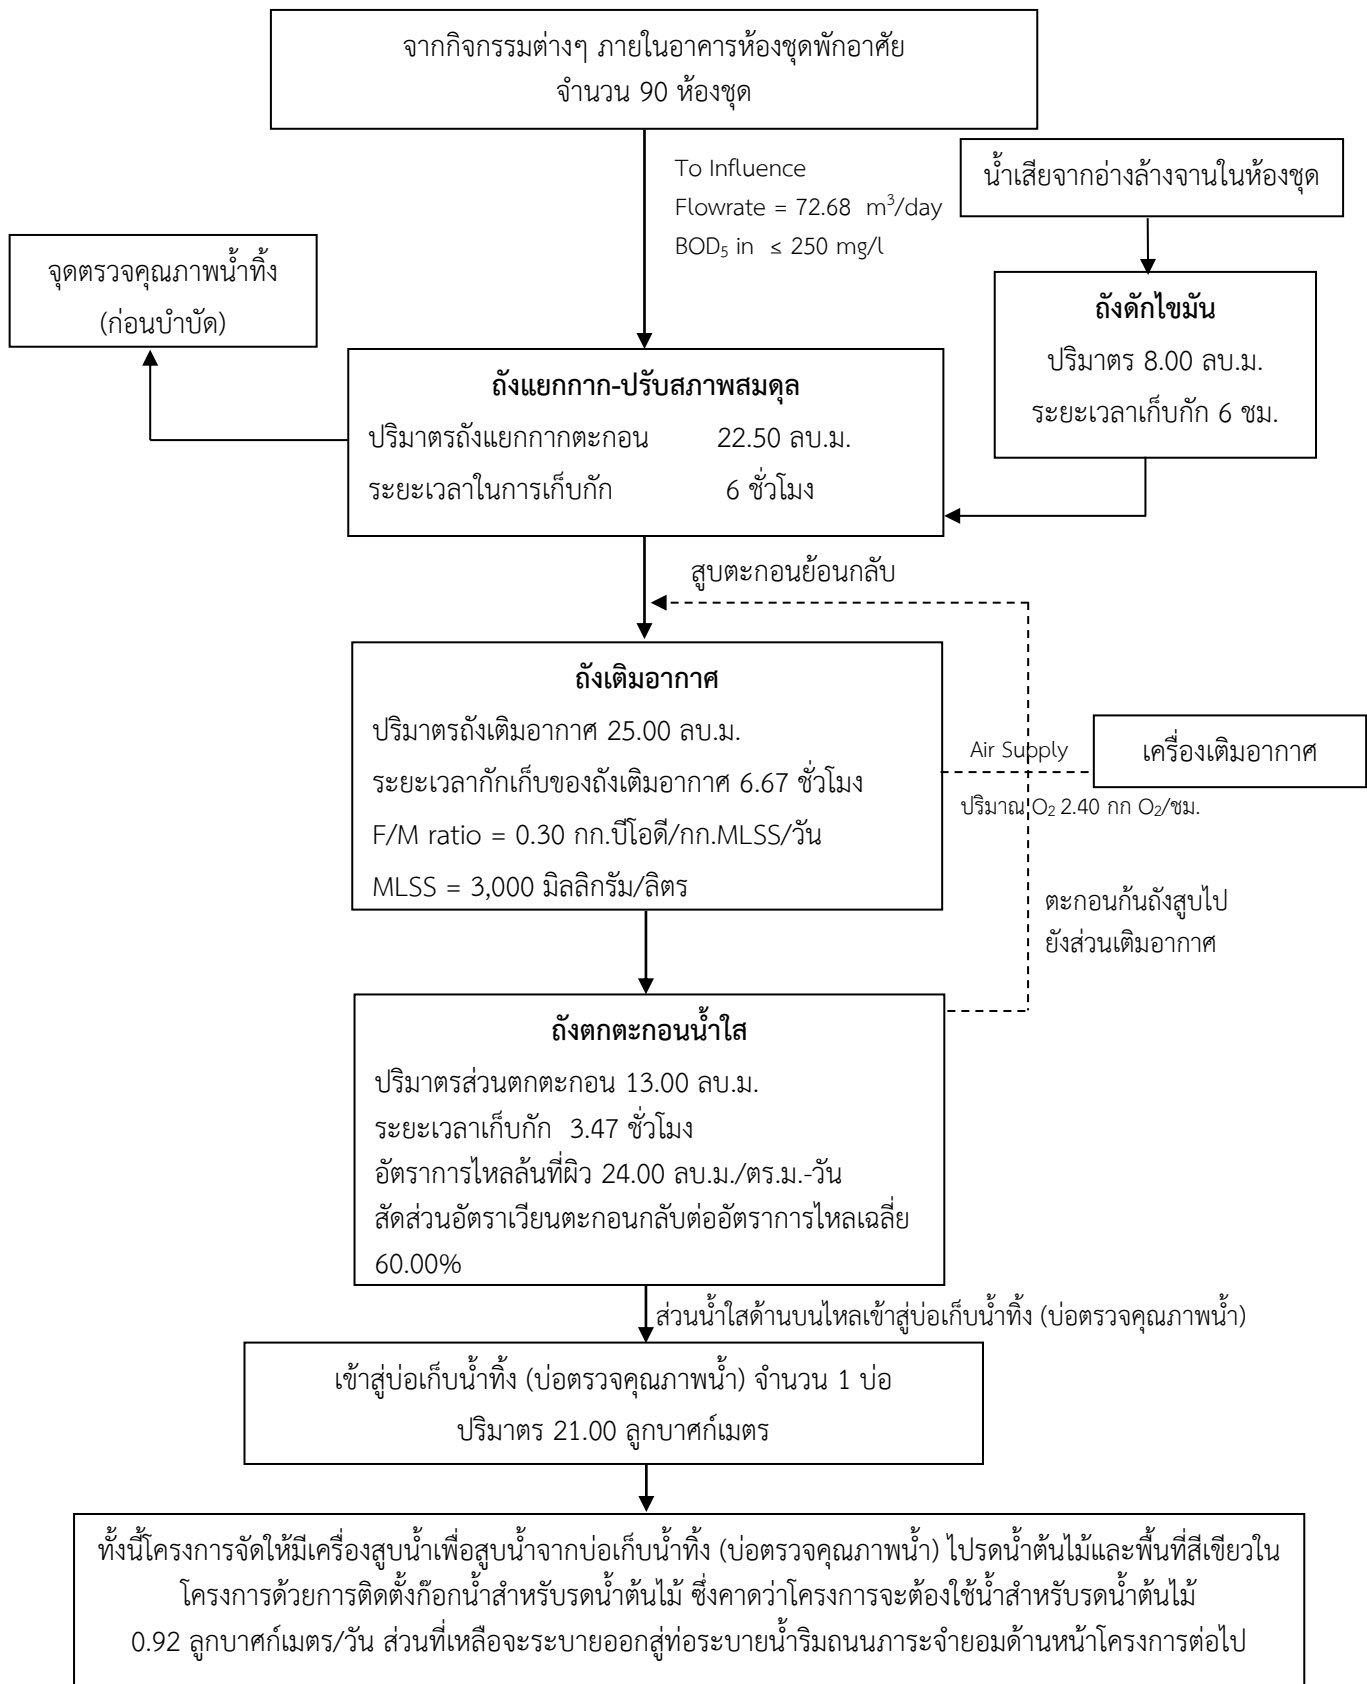 จากกิจกรรมต่างๆ ภายในอาคารห้องชุดพักอาศัย
จำนวน 90 ห้องชุด
To Influence
Flowrate = 72.68 m³/day
BOD₅ in ≤ 250 mg/l
น้ำเสียจากอ่างล้างจานในห้องชุด
จุดตรวจคุณภาพน้ำทิ้ง
(ก่อนบำบัด)
ถังดักไขมัน
ปริมาตร 8.00 ลบ.ม.
ระยะเวลาเก็บกัก 6 ชม.
ถังแยกกาก-ปรับสภาพสมดุล
ปริมาตรถังแยกกากตะกอน 22.50 ลบ.ม.
ระยะเวลาในการเก็บกัก 6 ชั่วโมง
สูบตะกอนย้อนกลับ
ถังเติมอากาศ
ปริมาตรถังเติมอากาศ 25.00 ลบ.ม.
ระยะเวลากักเก็บของถังเติมอากาศ 6.67 ชั่วโมง
F/M ratio = 0.30 กก.บีโอดี/กก.MLSS/วัน
MLSS = 3,000 มิลลิกรัม/ลิตร
Air Supply
เครื่องเติมอากาศ
ปริมาณ O₂ 2.40 กก O₂/ชม.
ตะกอนก้นถังสูบไป
ยังส่วนเติมอากาศ
ถังตกตะกอนน้ำใส
ปริมาตรส่วนตกตะกอน 13.00 ลบ.ม.
ระยะเวลาเก็บกัก 3.47 ชั่วโมง
อัตราการไหลล้นที่ผิว 24.00 ลบ.ม./ตร.ม.-วัน
สัดส่วนอัตราเวียนตะกอนกลับต่ออัตราการไหลเฉลี่ย
60.00%
ส่วนน้ำใสด้านบนไหลเข้าสู่บ่อเก็บน้ำทิ้ง (บ่อตรวจคุณภาพน้ำ)
เข้าสู่บ่อเก็บน้ำทิ้ง (บ่อตรวจคุณภาพน้ำ) จำนวน 1 บ่อ
ปริมาตร 21.00 ลูกบาศก์เมตร
ทั้งนี้โครงการจัดให้มีเครื่องสูบน้ำเพื่อสูบน้ำจากบ่อเก็บน้ำทิ้ง (บ่อตรวจคุณภาพน้ำ) ไปรดน้ำต้นไม้และพื้นที่สีเขียวใน
โครงการด้วยการติดตั้งก๊อกน้ำสำหรับรดน้ำต้นไม้ ซึ่งคาดว่าโครงการจะต้องใช้น้ำสำหรับรดน้ำต้นไม้
0.92 ลูกบาศก์เมตร/วัน ส่วนที่เหลือจะระบายออกสู่ท่อระบายน้ำริมถนนภาระจำยอมด้านหน้าโครงการต่อไป